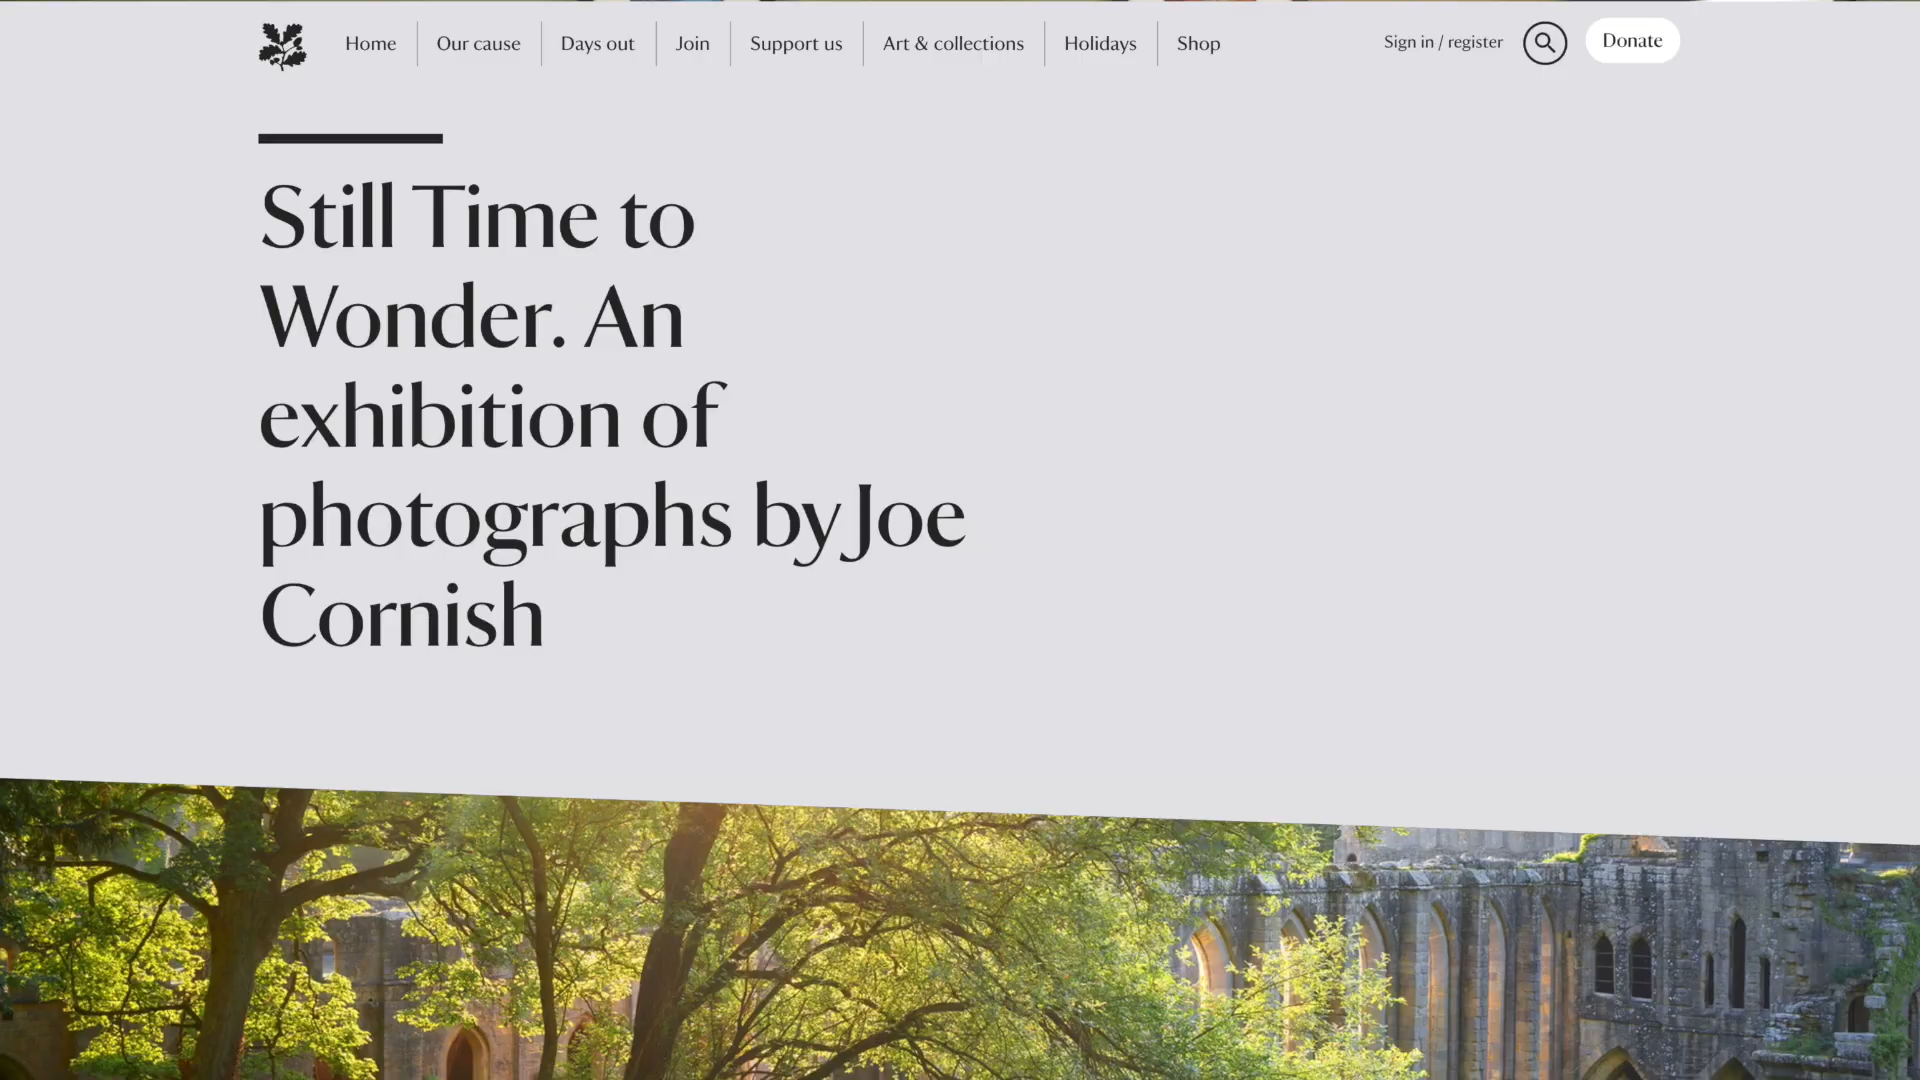 Home
Our cause
Days out
Join
Support us
Art & collections
Holidays
Shop
Sign in / register
Donate
Still Time to
Wonder. An
exhibition of
photographs by Joe
Cornish